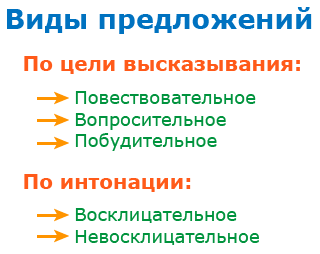 Виды предложений
По цели высказывания:
Повествовательное
Вопросительное
Побудительное
По интонации:
Восклицательное
Невосклицательное